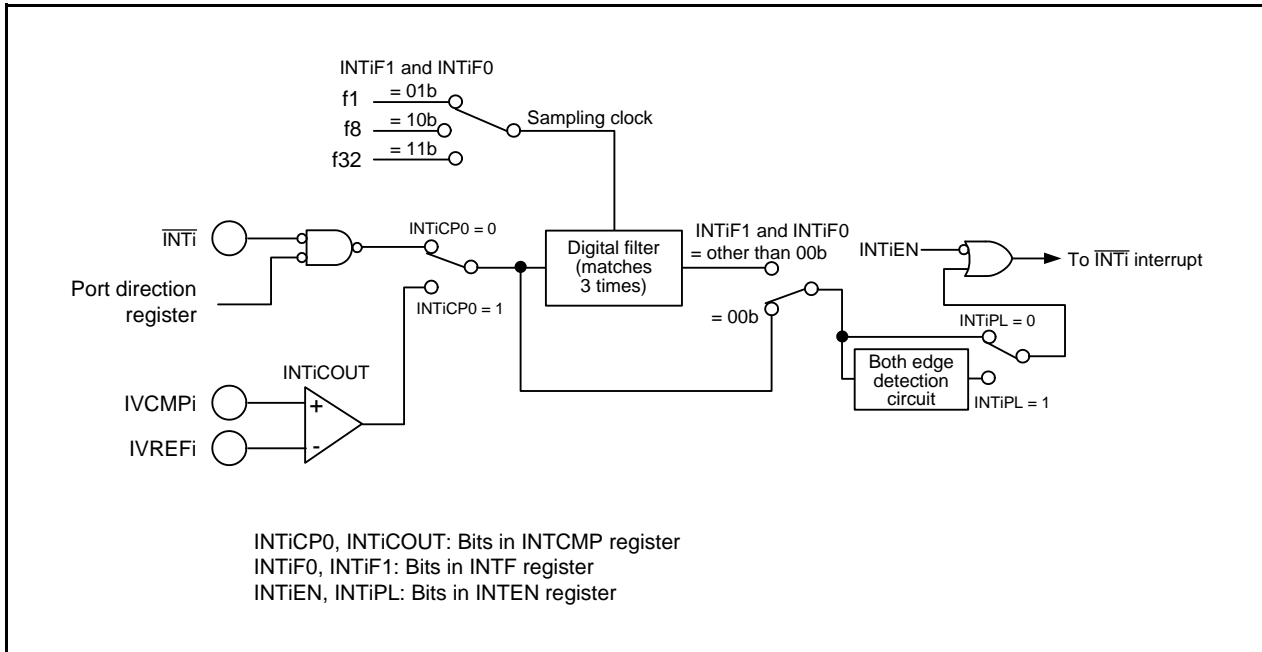 INTiF1 and INTiF0
f1
= 01b
f8
= 10b
f32
= 11b
Sampling clock
INTi
Port direction
register
INTiCP0 = 0
INTiCP0 = 1
Digital filter
(matches
3 times)
INTiF1 and INTiF0
= other than 00b
= 00b
INTiEN
To INTi interrupt
INTiPL = 0
Both edge
detection
circuit
INTiPL = 1
INTiCOUT
IVCMPi
+
IVREFi
-
INTiCP0, INTiCOUT: Bits in INTCMP register
INTiF0, INTiF1: Bits in INTF register
INTiEN, INTiPL: Bits in INTEN register